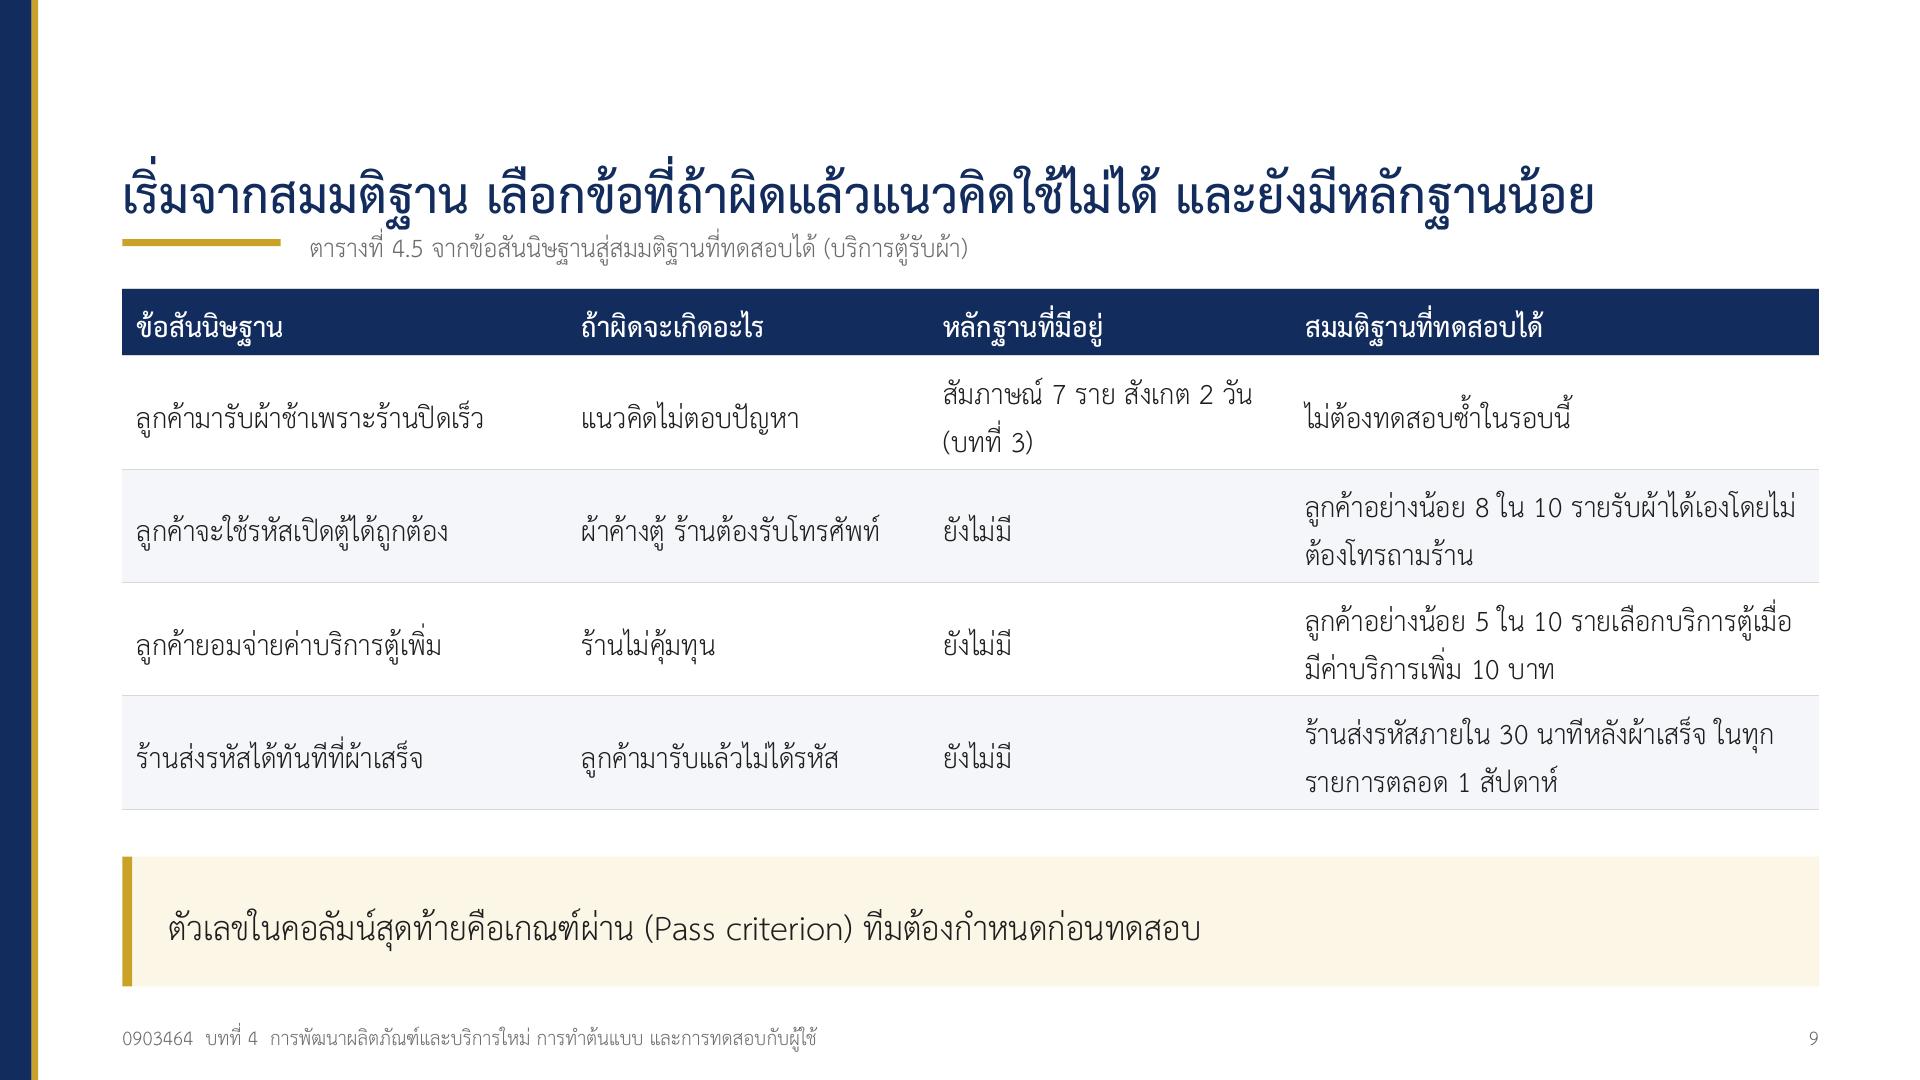 เริ่มจากสมมติฐาน เลือกข้อที่ถ้าผิดแล้วแนวคิดใช้ไม่ได้ และยังมีหลักฐานน้อย
ตารางที่ 4.5 จากข้อสันนิษฐานสู่สมมติฐานที่ทดสอบได้ (บริการตู้รับผ้า)
ข้อสันนิษฐาน ถ้าผิดจะเกิดอะไร หลักฐานที่มีอยู่ สมมติฐานที่ทดสอบได้
ลูกค้ามารับผ้าช้าเพราะร้านปิดเร็ว แนวคิดไม่ตอบปัญหา สัมภาษณ์ 7 ราย สังเกต 2 วัน
(บทที่ 3) ไม่ต้องทดสอบซ้ำในรอบนี้
ลูกค้าจะใช้รหัสเปิดตู้ได้ถูกต้อง ผ้าค้างตู้ ร้านต้องรับโทรศัพท์ ยังไม่มี ลูกค้าอย่างน้อย 8 ใน 10 รายรับผ้าได้เองโดยไม่
ต้องโทรถามร้าน
ลูกค้ายอมจ่ายค่าบริการตู้เพิ่ม ร้านไม่คุ้มทุน ยังไม่มี ลูกค้าอย่างน้อย 5 ใน 10 รายเลือกบริการตู้เมื่อ
มีค่าบริการเพิ่ม 10 บาท
ร้านส่งรหัสได้ทันทีที่ผ้าเสร็จ ลูกค้ามารับแล้วไม่ได้รหัส ยังไม่มี ร้านส่งรหัสภายใน 30 นาทีหลังผ้าเสร็จ ในทุก
รายการตลอด 1 สัปดาห์
ตัวเลขในคอลัมน์สุดท้ายคือเกณฑ์ผ่าน (Pass criterion) ทีมต้องกำหนดก่อนทดสอบ
0903464 บทที่ 4 การพัฒนาผลิตภัณฑ์และบริการใหม่ การทำต้นแบบ และการทดสอบกับผู้ใช้ 9